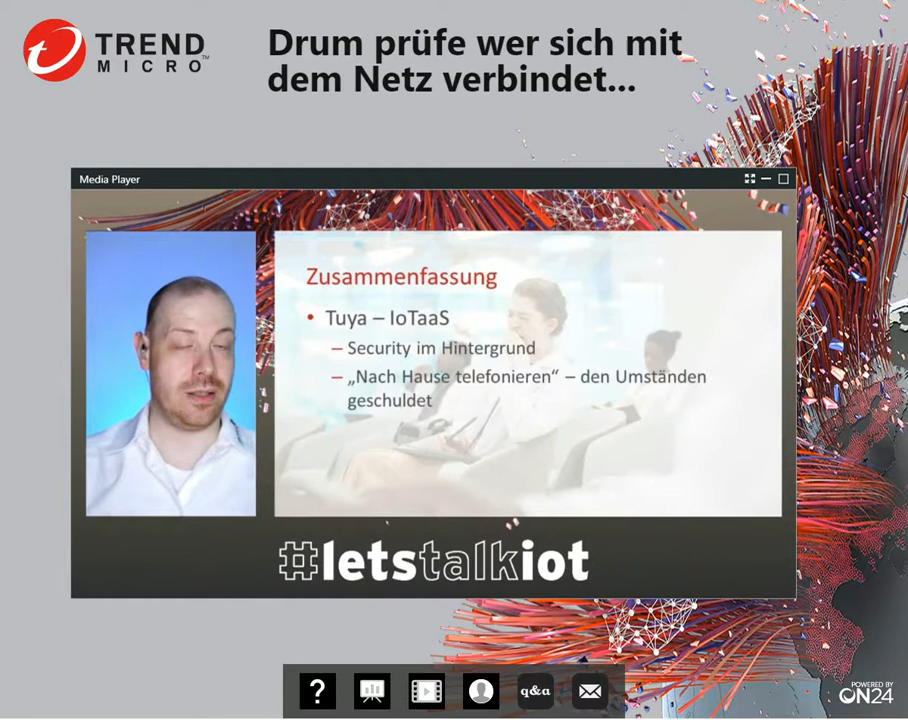 TREND
MICRO™
Drum prüfe wer sich mit
dem Netz verbindet...
Media Player
Zusammenfassung
• Tuya – IoTaaS
– Security im Hintergrund
– „Nach Hause telefonieren“ – den Umständen
geschuldet
#letstalkiot
?
q&a
POWERED BY
ON24